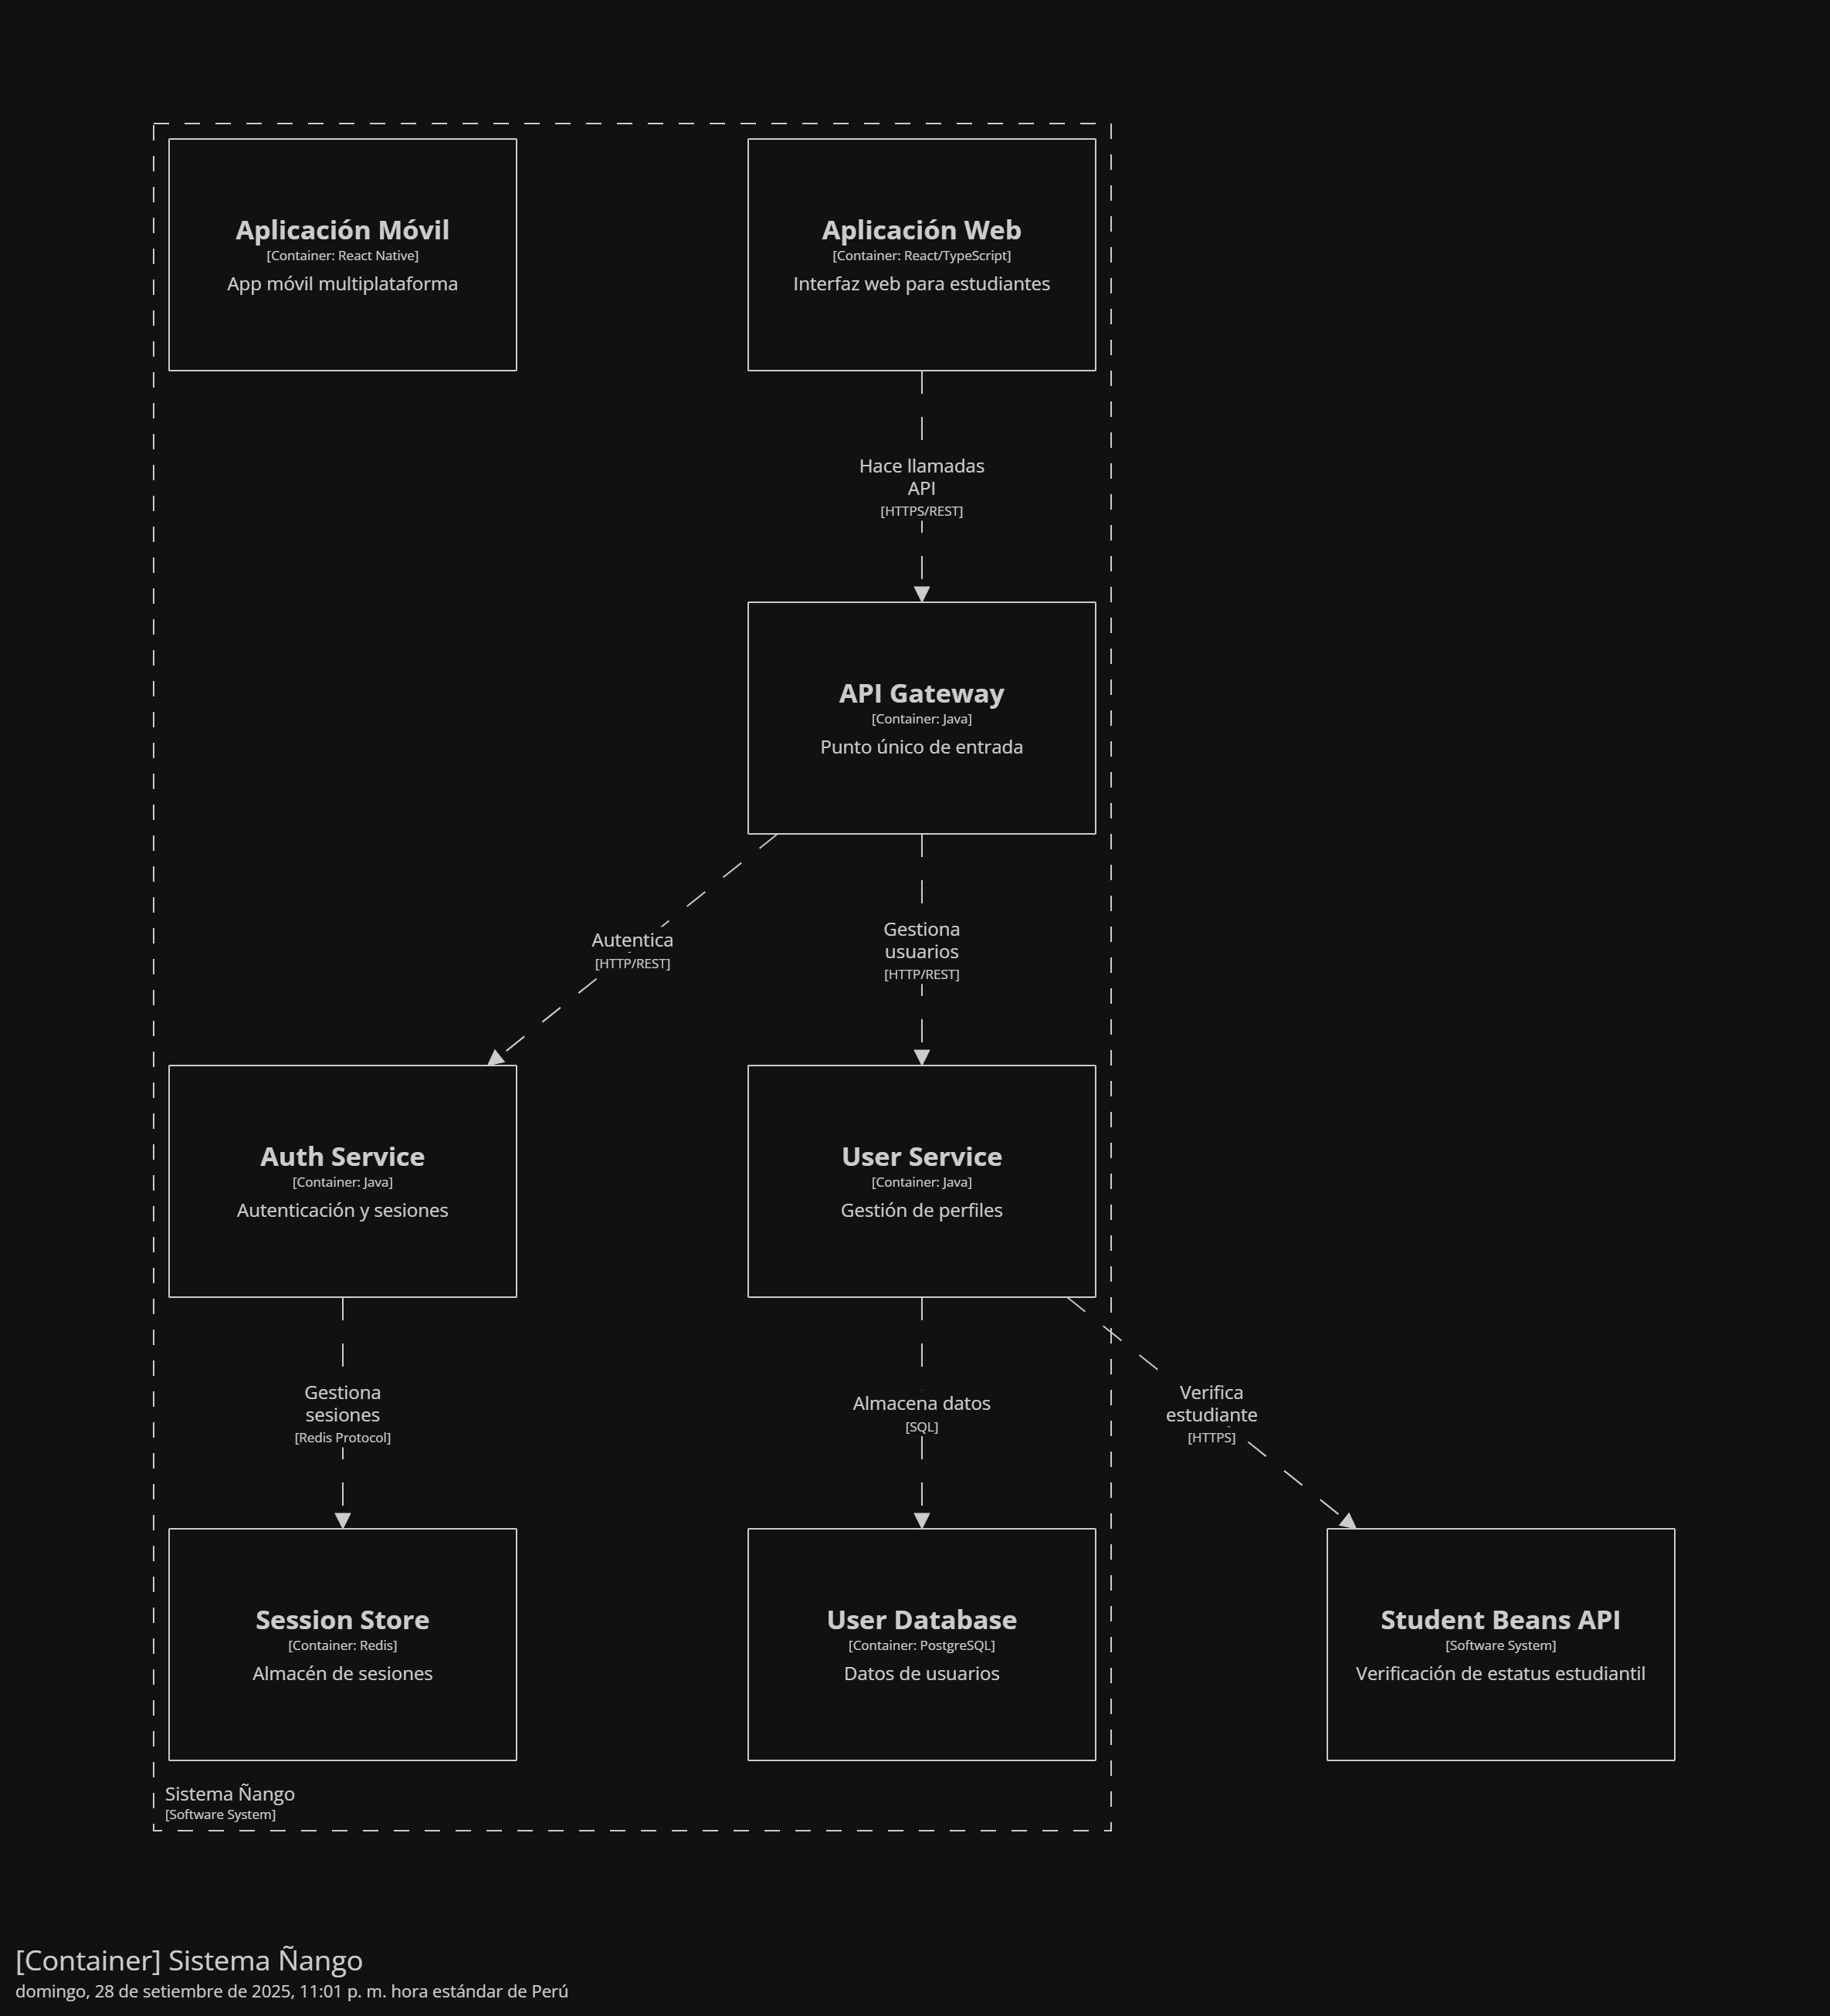 Aplicación Móvil
[Container: React Native]
App móvil multiplataforma
Aplicación Web
[Container: React/TypeScript]
Interfaz web para estudiantes
Hace llamadas
API
[HTTPS/REST]
API Gateway
[Container: Java]
Punto único de entrada
Autentica
[HTTP/REST]
Gestiona
usuarios
[HTTP/REST]
Auth Service
[Container: Java]
Autenticación y sesiones
User Service
[Container: Java]
Gestión de perfiles
Gestiona
sesiones
[Redis Protocol]
Almacena datos
[SQL]
Verifica
estudiante
[HTTPS]
Session Store
[Container: Redis]
Almacén de sesiones
User Database
[Container: PostgreSQL]
Datos de usuarios
Student Beans API
[Software System]
Verificación de estatus estudiantil
Sistema Ñango
[Software System]
[Container] Sistema Ñango
domingo, 28 de setiembre de 2025, 11:01 p. m. hora estándar de Perú